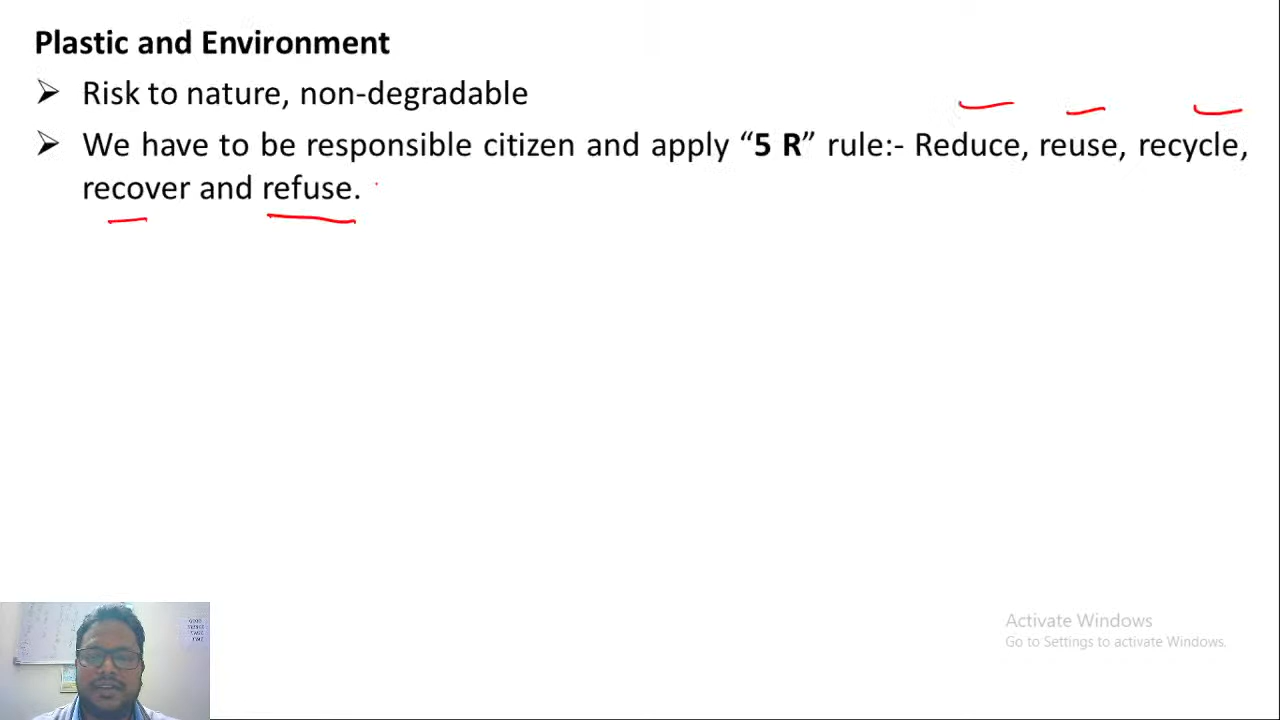 Plastic and Environment
➢ Risk to nature, non-degradable
➢ We have to be responsible citizen and apply “5 R” rule:- Reduce, reuse, recycle,
recover and refuse.
Activate Windows
Go to Settings to activate Windows.